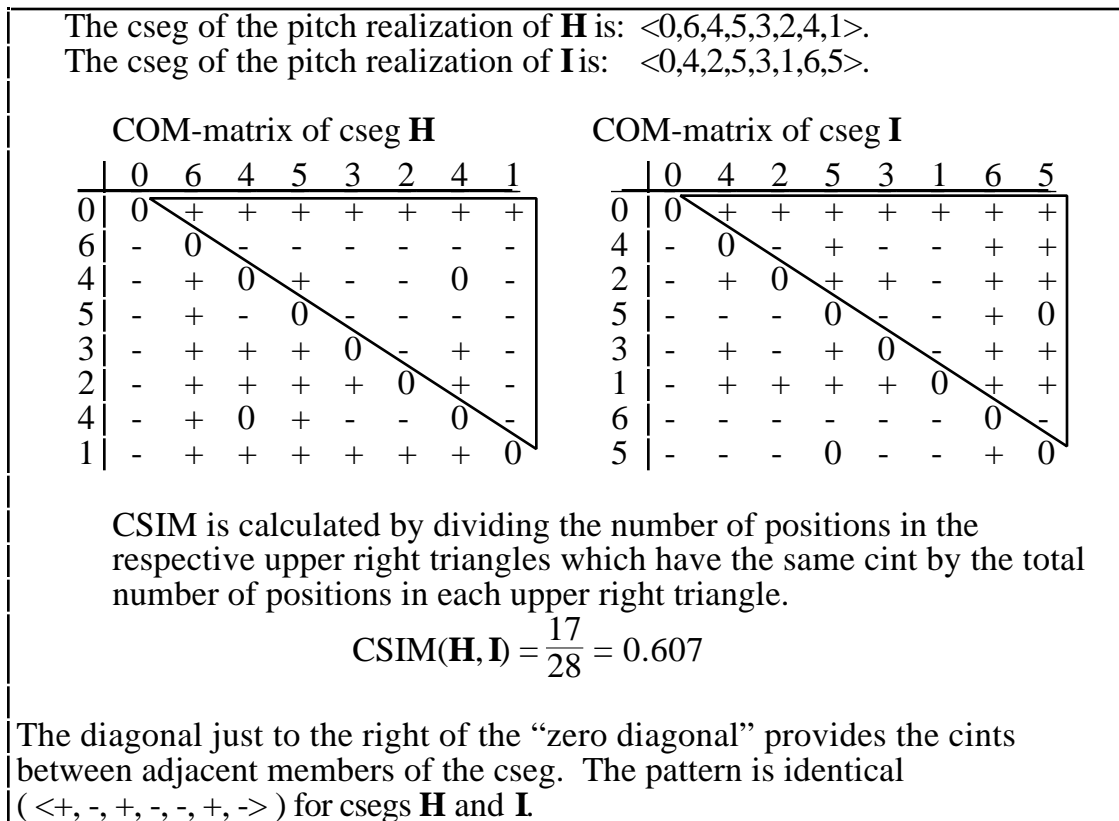 The cseg of the pitch realization of H is: <0,6,4,5,3,2,4,1>.
The cseg of the pitch realization of I is: <0,4,2,5,3,1,6,5>.
COM-matrix of cseg H
0 6 4 5 3 2 4 1
0 0 + + + + + + +
6 - 0 - - - - - -
4 - + 0 + - - 0 -
5 - + - 0 - - - -
3 - + + + 0 - + -
2 - + + + + 0 + -
4 - + 0 + - - 0 -
1 - + + + + + + 0
COM-matrix of cseg I
0 4 2 5 3 1 6 5
0 0 + + + + + + +
4 - 0 - + - - + +
2 - + 0 + + - + +
5 - - - 0 - - + 0
3 - + - + 0 - + +
1 - + + + + 0 + +
6 - - - - - - 0 -
5 - - - 0 - - + 0
CSIM is calculated by dividing the number of positions in the
respective upper right triangles which have the same cint by the total
number of positions in each upper right triangle.
CSIM(H, I) = 17/28 = 0.607
The diagonal just to the right of the “zero diagonal” provides the cints
between adjacent members of the cseg. The pattern is identical
( <+, -, +, -, -, +, -> ) for csegs H and I.